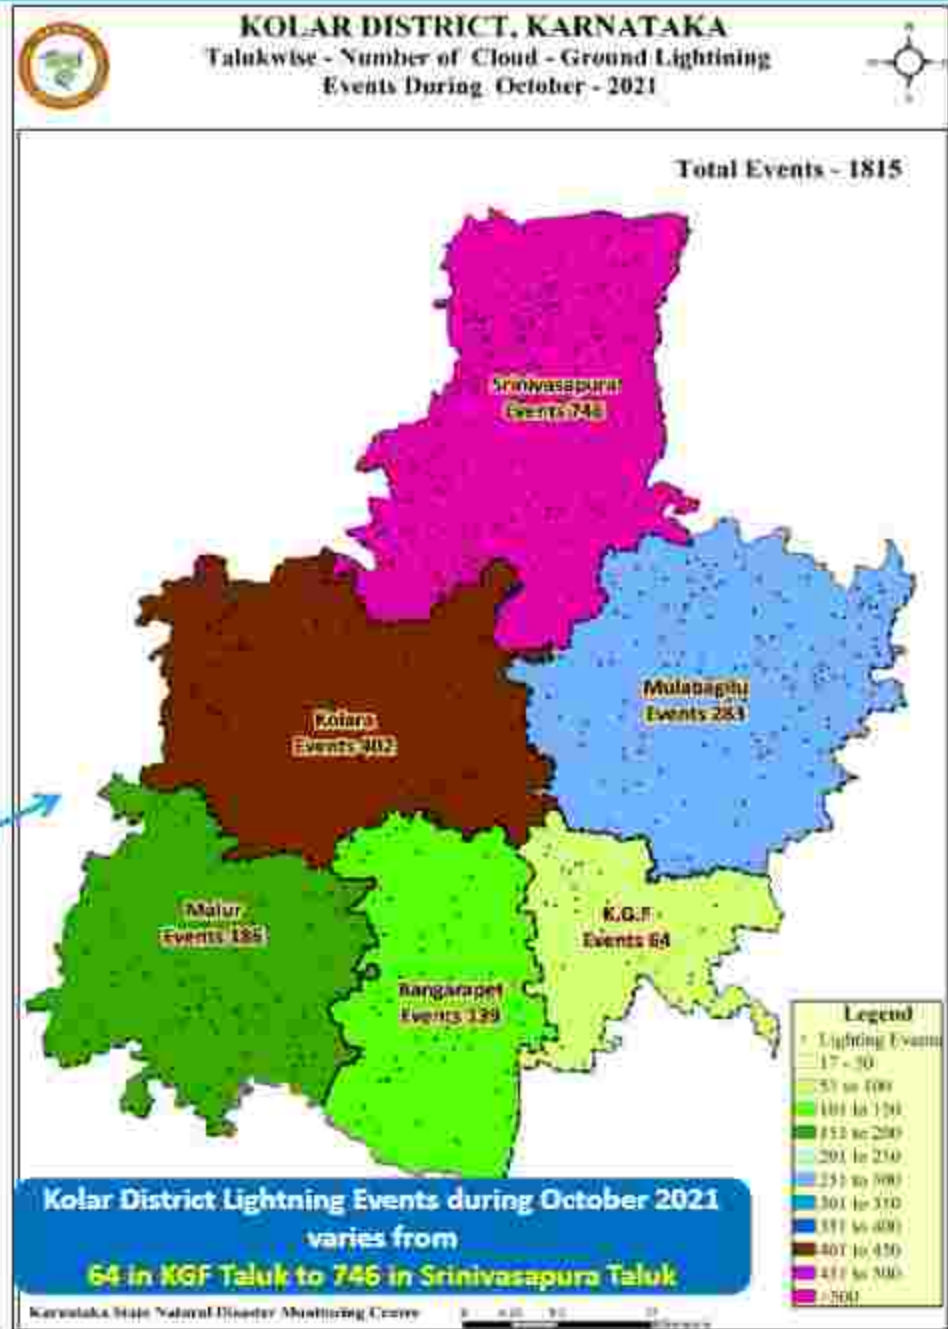 KOLAR DISTRICT, KARNATAKA
Talukwise - Number of Cloud - Ground Lightining
Events During October - 2021
Total Events - 1815
Srinivasapura
Events 746
Mulabagilu
Events 283
Kolara
Events 402
Malur
Events 186
K.G.F
Events 64
Bangarapet
Events 139
Legend
Lighting Events
17 - 50
51 to 100
101 to 150
151 to 200
201 to 250
251 to 300
301 to 350
351 to 400
401 to 450
451 to 500
>500
Kolar District Lightning Events during October 2021
varies from
64 in KGF Taluk to 746 in Srinivasapura Taluk
Karnataka State Natural Disaster Monitoring Centre